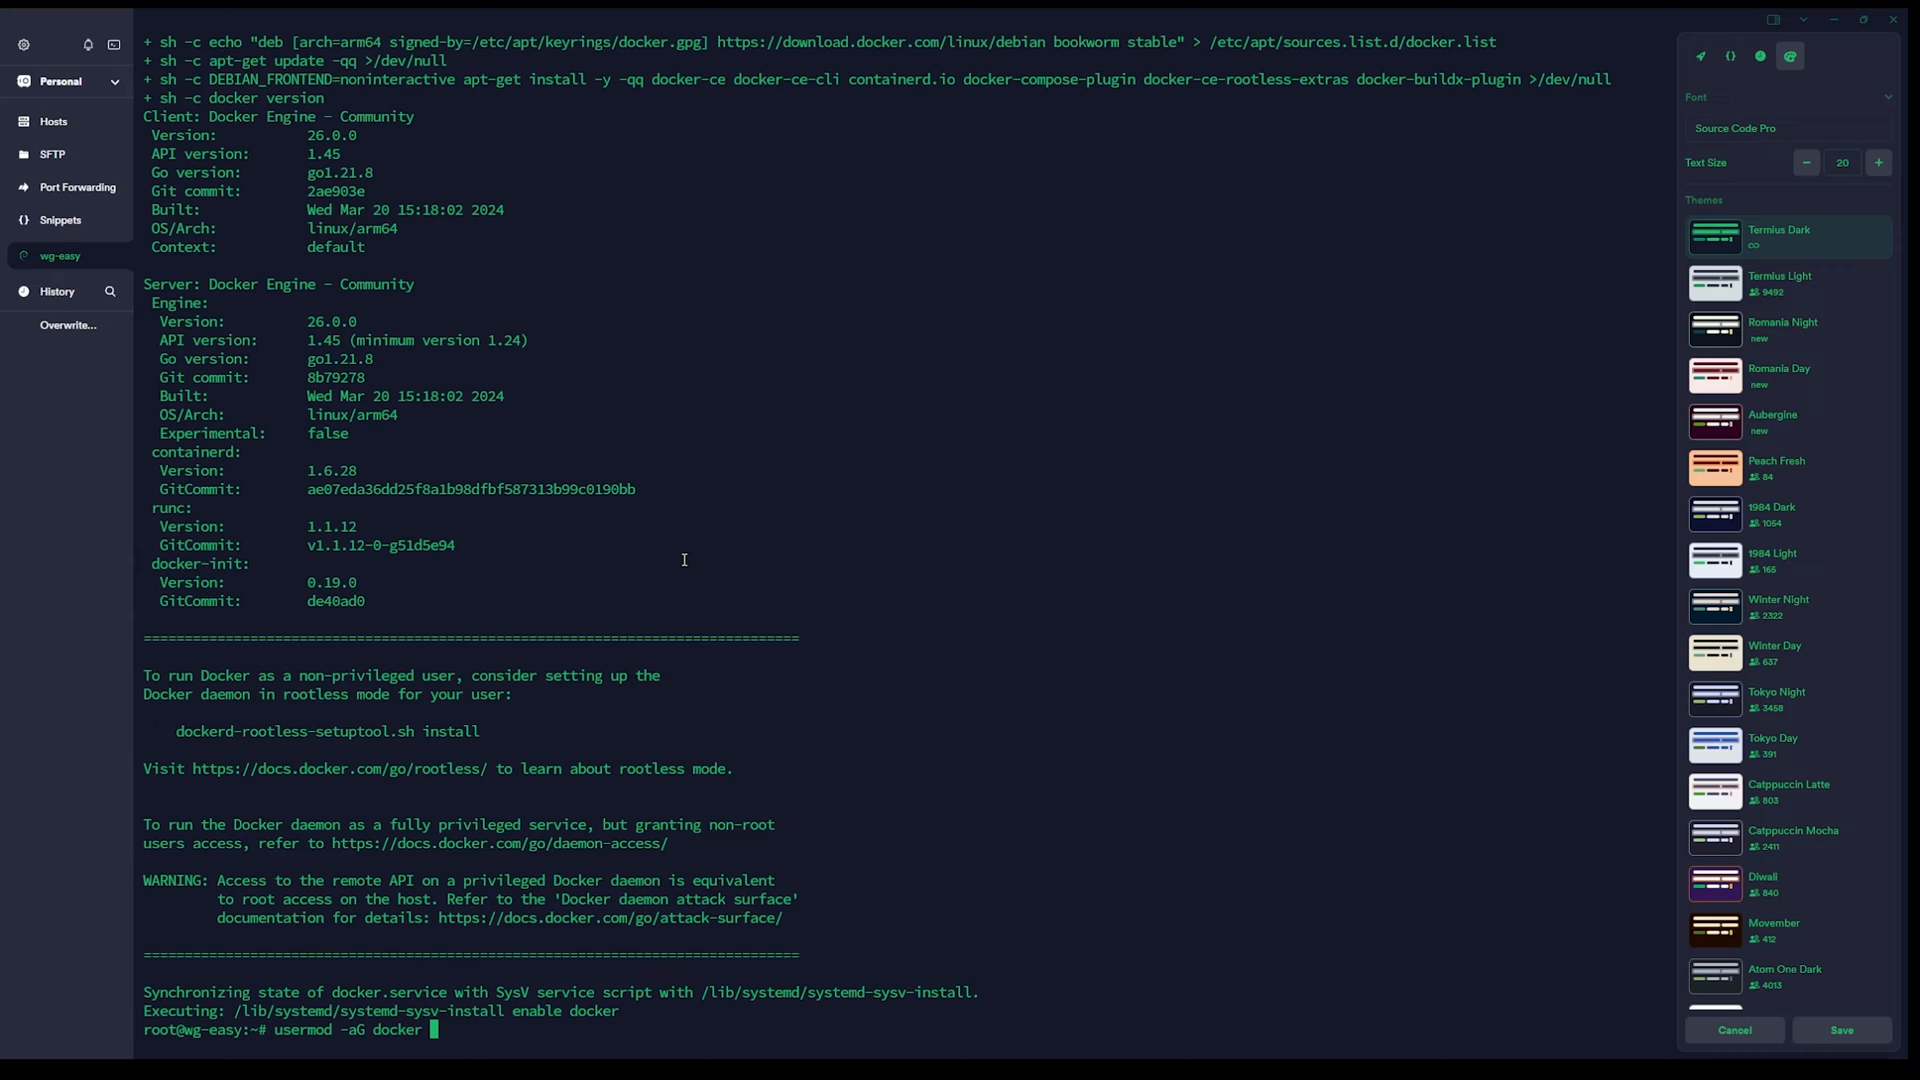 Personal
Hosts
SFTP
Port Forwarding
Snippets
wg-easy
History
Overwrite...
+ sh -c echo "deb [arch=arm64 signed-by=/etc/apt/keyrings/docker.gpg] https://download.docker.com/linux/debian bookworm stable" > /etc/apt/sources.list.d/docker.list
+ sh -c apt-get update -qq >/dev/null
+ sh -c DEBIAN_FRONTEND=noninteractive apt-get install -y -qq docker-ce docker-ce-cli containerd.io docker-compose-plugin docker-ce-rootless-extras docker-buildx-plugin >/dev/null
+ sh -c docker version
Client: Docker Engine - Community
Version: 26.0.0
API version: 1.45
Go version: go1.21.8
Git commit: 2ae903e
Built: Wed Mar 20 15:18:02 2024
OS/Arch: linux/arm64
Context: default
Server: Docker Engine - Community
Engine:
Version: 26.0.0
API version: 1.45 (minimum version 1.24)
Go version: go1.21.8
Git commit: 8b79278
Built: Wed Mar 20 15:18:02 2024
OS/Arch: linux/arm64
Experimental: false
containerd:
Version: 1.6.28
GitCommit: ae07eda36dd25f8a1b98dfbf587313b99c0190bb
runc:
Version: 1.1.12
GitCommit: v1.1.12-0-g51d5e94
docker-init:
Version: 0.19.0
GitCommit: de40ad0
================================================================================
To run Docker as a non-privileged user, consider setting up the
Docker daemon in rootless mode for your user:
dockerd-rootless-setuptool.sh install
Visit https://docs.docker.com/go/rootless/ to learn about rootless mode.
To run the Docker daemon as a fully privileged service, but granting non-root
users access, refer to https://docs.docker.com/go/daemon-access/
WARNING: Access to the remote API on a privileged Docker daemon is equivalent
to root access on the host. Refer to the 'Docker daemon attack surface'
documentation for details: https://docs.docker.com/go/attack-surface/
================================================================================
Synchronizing state of docker.service with SysV service script with /lib/systemd/systemd-sysv-install.
Executing: /lib/systemd/systemd-sysv-install enable docker
root@wg-easy:~# usermod -aG docker
Font
Source Code Pro
Text Size - 20 +
Themes
Termius Dark
Termius Light
9492
Romania Night
new
Romania Day
new
Aubergine
new
Peach Fresh
84
1984 Dark
1054
1984 Light
165
Winter Night
2322
Winter Day
637
Tokyo Night
3458
Tokyo Day
391
Catppuccin Latte
803
Catppuccin Mocha
2411
Diwali
840
Movember
412
Atom One Dark
4013
Cancel
Save